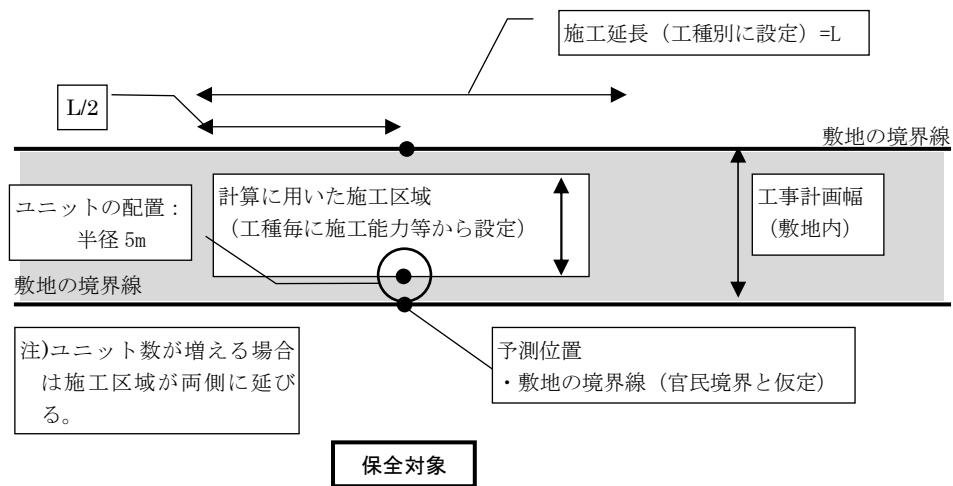 施工延長（工種別に設定）=L
L/2
敷地の境界線
ユニットの配置：
半径 5m
計算に用いた施工区域
（工種毎に施工能力等から設定）
工事計画幅
（敷地内）
敷地の境界線
注)ユニット数が増える場合
は施工区域が両側に延び
る。
予測位置
・敷地の境界線（官民境界と仮定）
保全対象